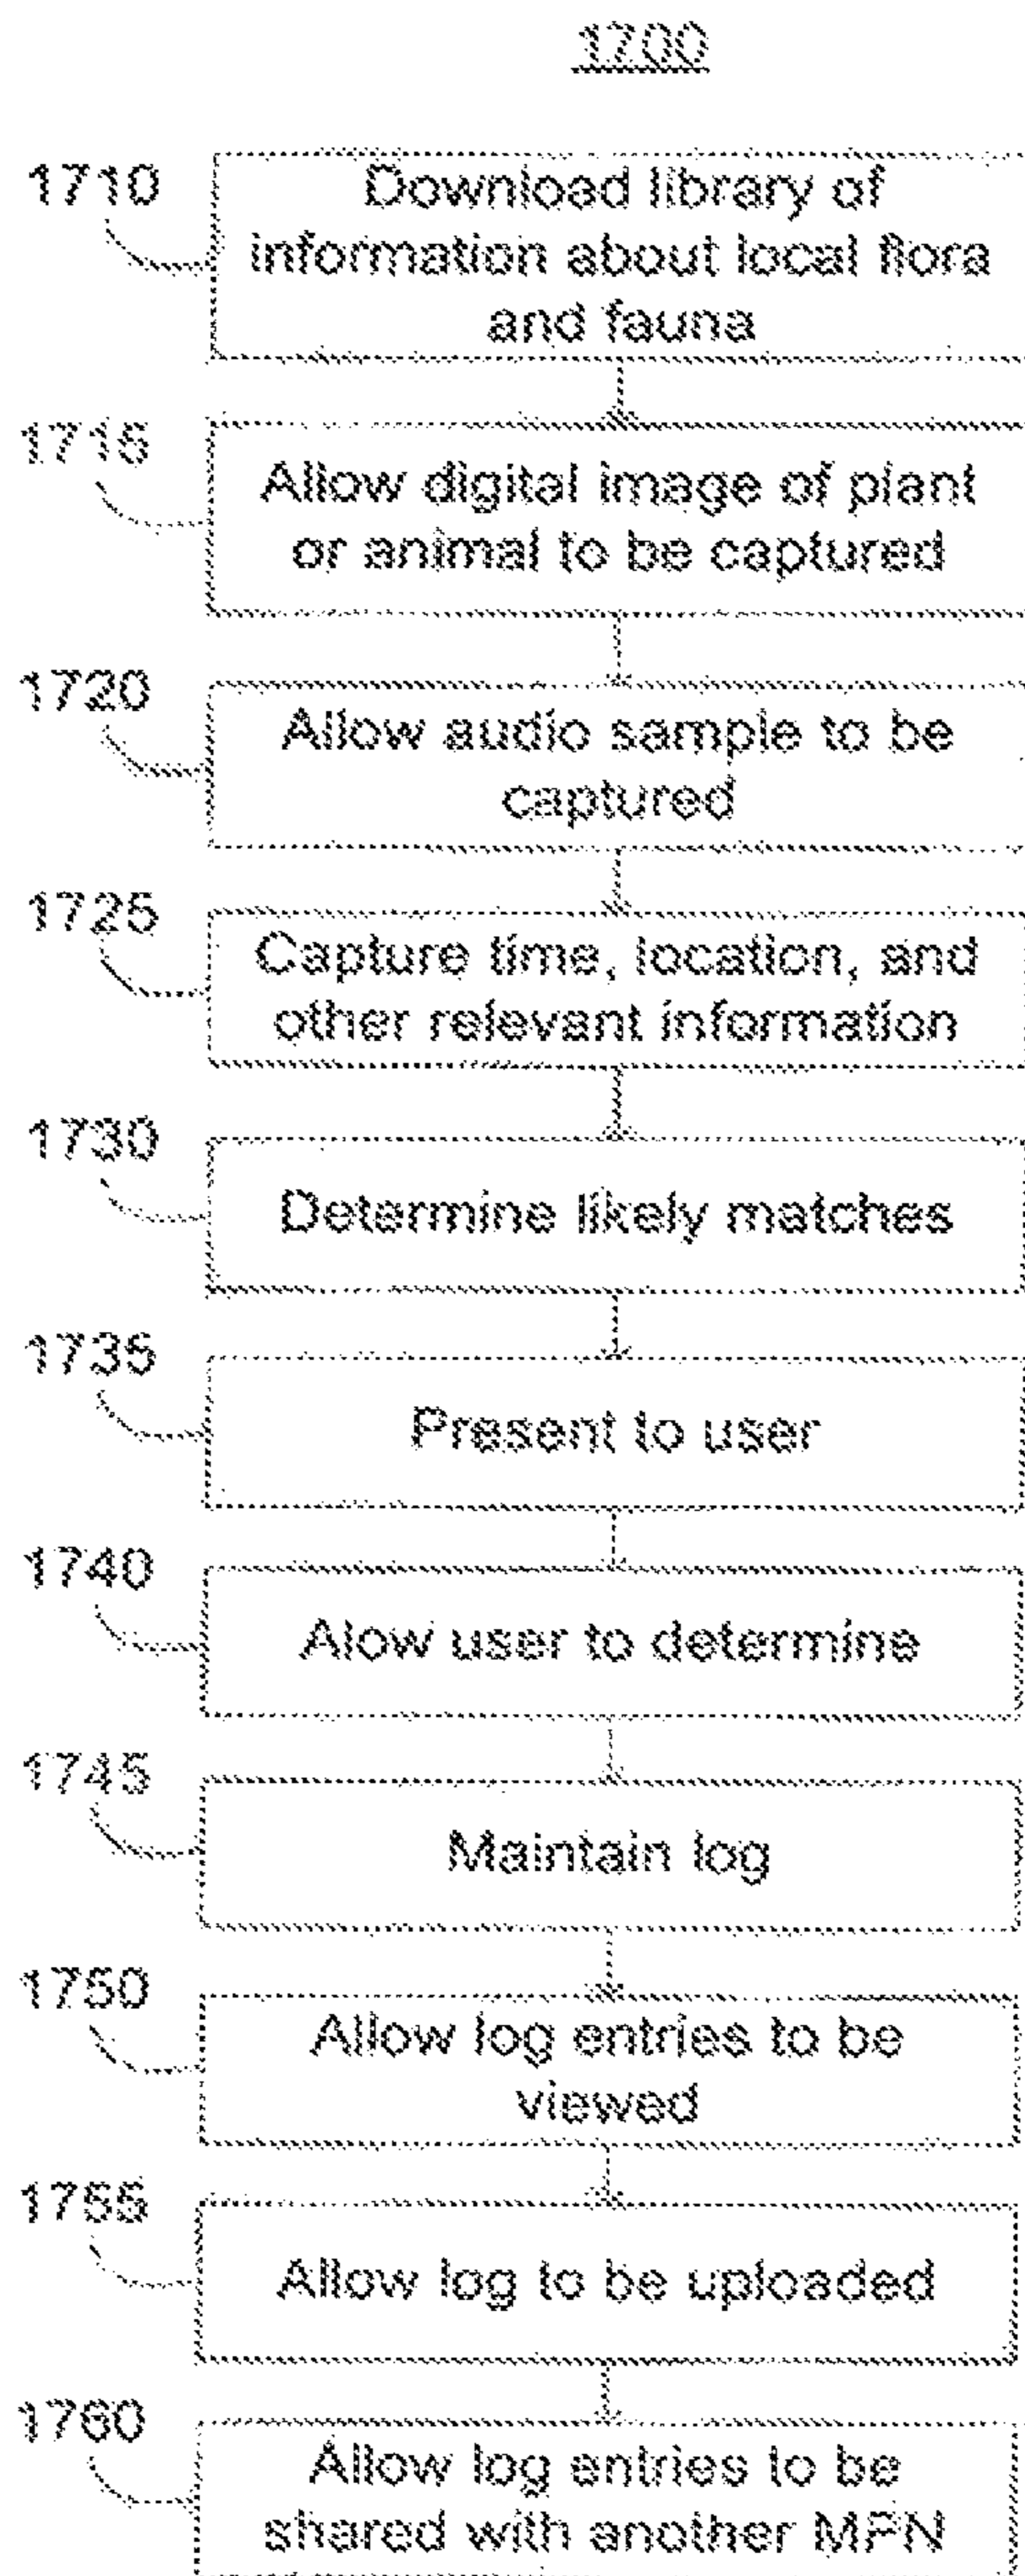 1700
1710
Download library of
information about local flora
and fauna
1715
Allow digital image of plant
or animal to be captured
1720
Allow audio sample to be
captured
1725
Capture time, location, and
other relevant information
1730
Determine likely matches
1735
Present to user
1740
Alow user to determine
1745
Maintain log
1750
Allow log entries to be
viewed
1755
Allow log to be uploaded
1760
Allow log entries to be
shared with another MPN